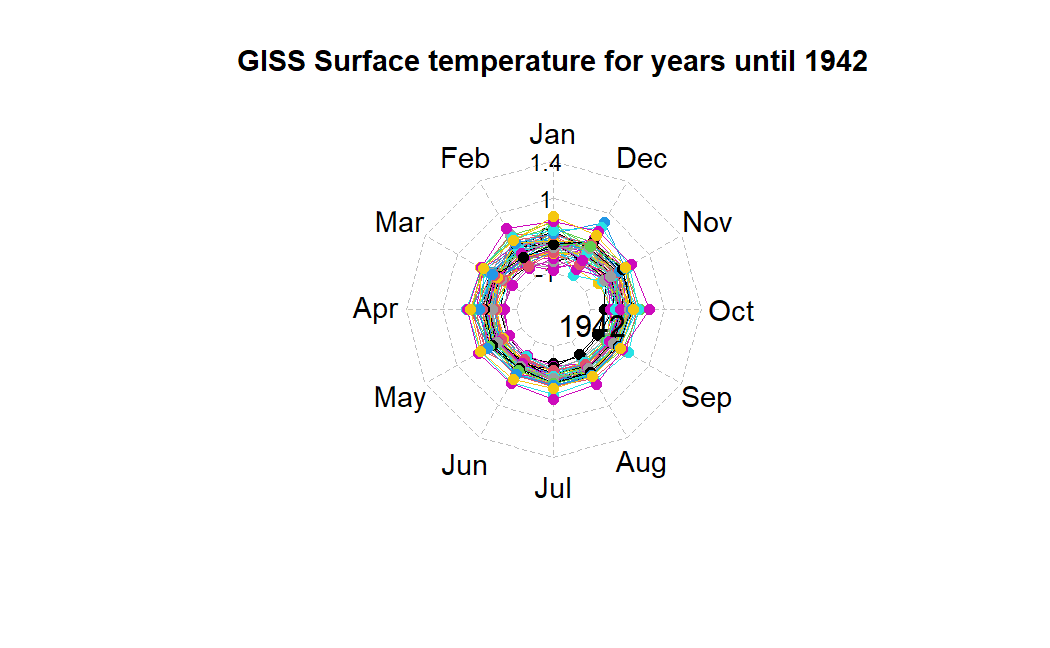 GISS Surface temperature for years until 1942
Jan
1.4
Feb
Dec
1
Mar
Nov
-1
Apr
Oct
1942
May
Sep
Jun
Aug
Jul